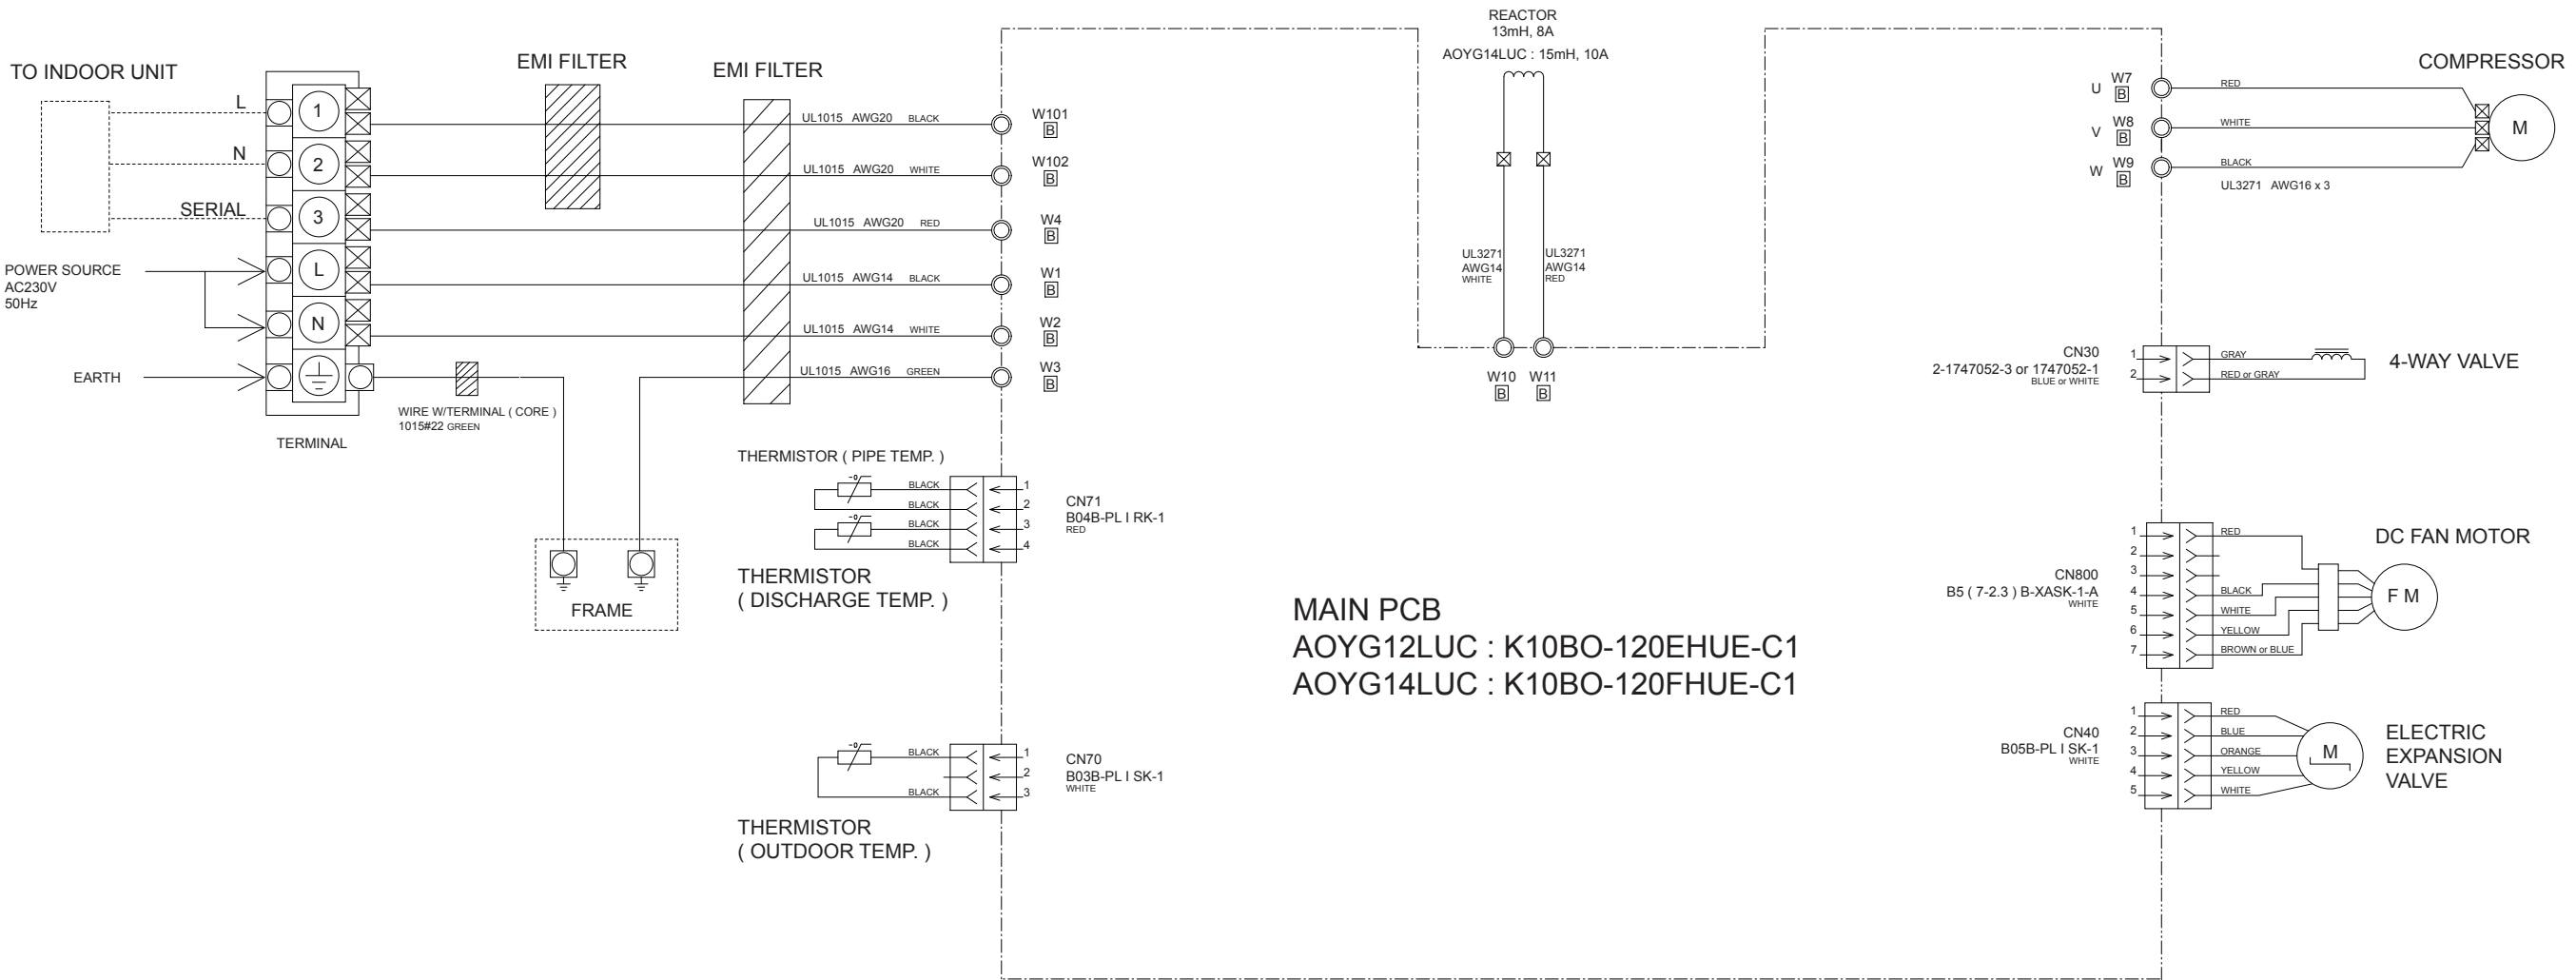 TO INDOOR UNIT
L
N
SERIAL
POWER SOURCE
AC230V
50Hz
EARTH
1
2
3
L
N
TERMINAL
EMI FILTER
EMI FILTER
WIRE W/TERMINAL ( CORE )
1015#22 GREEN
FRAME
UL1015 AWG20 BLACK
UL1015 AWG20 WHITE
UL1015 AWG20 RED
UL1015 AWG14 BLACK
UL1015 AWG14 WHITE
UL1015 AWG16 GREEN
W101
B
W102
B
W4
B
W1
B
W2
B
W3
B
THERMISTOR ( PIPE TEMP. )
BLACK
BLACK
BLACK
BLACK
1
2
3
4
CN71
B04B-PL I RK-1
RED
THERMISTOR
( DISCHARGE TEMP. )
BLACK
BLACK
1
2
3
CN70
B03B-PL I SK-1
WHITE
THERMISTOR
( OUTDOOR TEMP. )
REACTOR
13mH, 8A
AOYG14LUC : 15mH, 10A
UL3271
AWG14
WHITE
UL3271
AWG14
RED
W10
B
W11
B
MAIN PCB
AOYG12LUC : K10BO-120EHUE-C1
AOYG14LUC : K10BO-120FHUE-C1
COMPRESSOR
U
W7
B
RED
V
W8
B
WHITE
W
W9
B
BLACK
UL3271 AWG16 x 3
M
CN30
2-1747052-3 or 1747052-1
BLUE or WHITE
1
2
GRAY
RED or GRAY
4-WAY VALVE
CN800
B5 ( 7-2.3 ) B-XASK-1-A
WHITE
1
2
3
4
5
6
7
RED
BLACK
WHITE
YELLOW
BROWN or BLUE
DC FAN MOTOR
F M
CN40
B05B-PL I SK-1
WHITE
1
2
3
4
5
RED
BLUE
ORANGE
YELLOW
WHITE
M
ELECTRIC
EXPANSION
VALVE